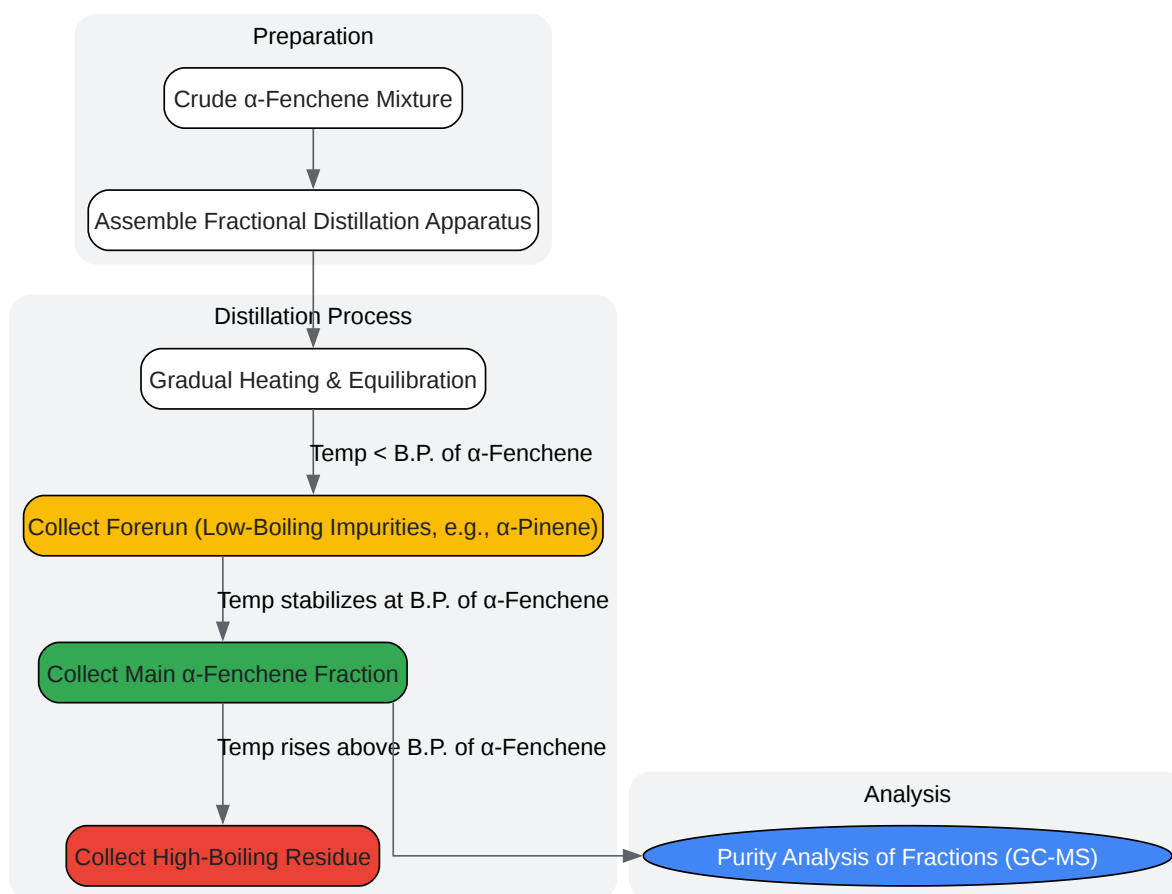 Preparation
Crude α-Fenchene Mixture
Assemble Fractional Distillation Apparatus
Distillation Process
Gradual Heating & Equilibration
Temp < B.P. of α-Fenchene
Collect Forerun (Low-Boiling Impurities, e.g., α-Pinene)
Temp stabilizes at B.P. of α-Fenchene
Collect Main α-Fenchene Fraction
Temp rises above B.P. of α-Fenchene
Collect High-Boiling Residue
Analysis
Purity Analysis of Fractions (GC-MS)